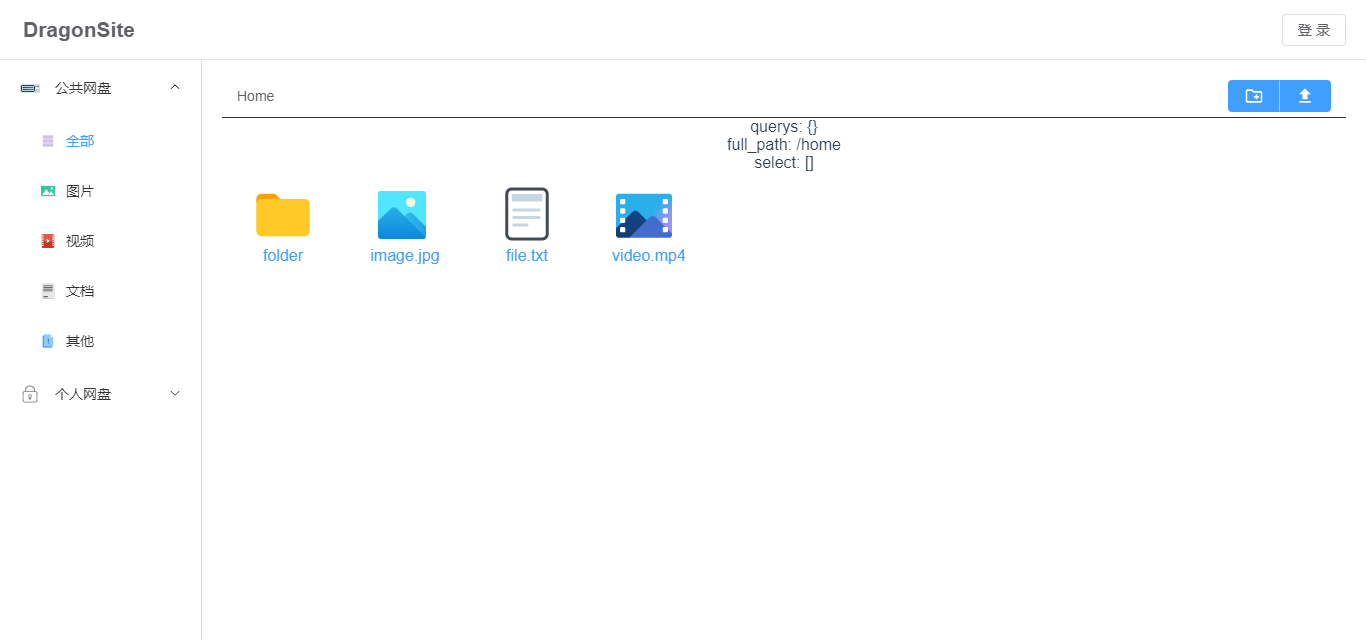 DragonSite
登 录
公共网盘
全部
图片
视频
文档
其他
个人网盘
Home
querys: {}
full_path: /home
select: []
folder
image.jpg
file.txt
video.mp4